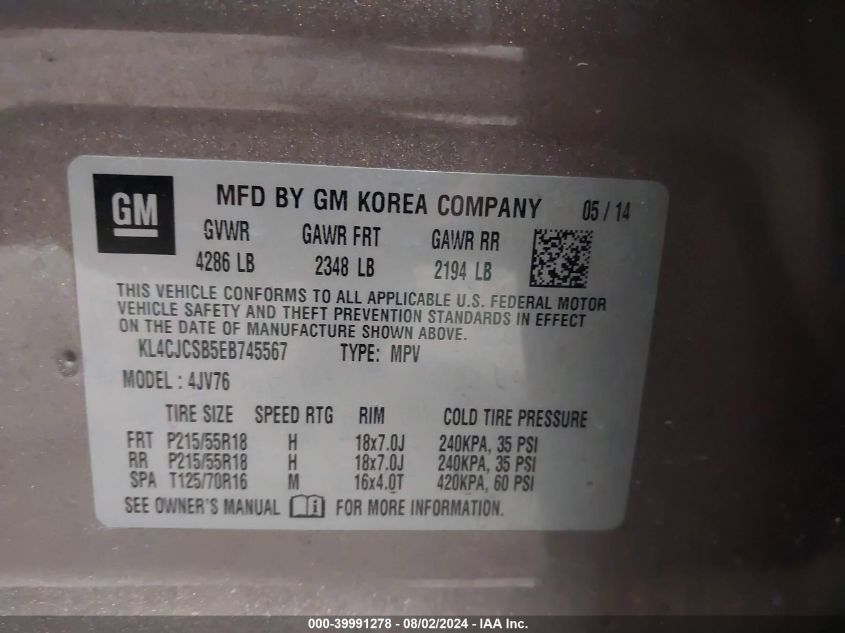 GM
MFD BY GM KOREA COMPANY 05 / 14
GVWR GAWR FRT GAWR RR
4286 LB 2348 LB 2194 LB
THIS VEHICLE CONFORMS TO ALL APPLICABLE U.S. FEDERAL MOTOR
VEHICLE SAFETY AND THEFT PREVENTION STANDARDS IN EFFECT
ON THE DATE OF MANUFACTURE SHOWN ABOVE.
KL4CJCSB5EB745567 TYPE: MPV
MODEL : 4JV76
TIRE SIZE SPEED RTG RIM COLD TIRE PRESSURE
FRT P215/55R18 H 18x7.0J 240KPA, 35 PSI
RR P215/55R18 H 18x7.0J 240KPA, 35 PSI
SPA T125/70R16 M 16x4.0T 420KPA, 60 PSI
SEE OWNER'S MANUAL i FOR MORE INFORMATION.
000-39991278 - 08/02/2024 - IAA Inc.